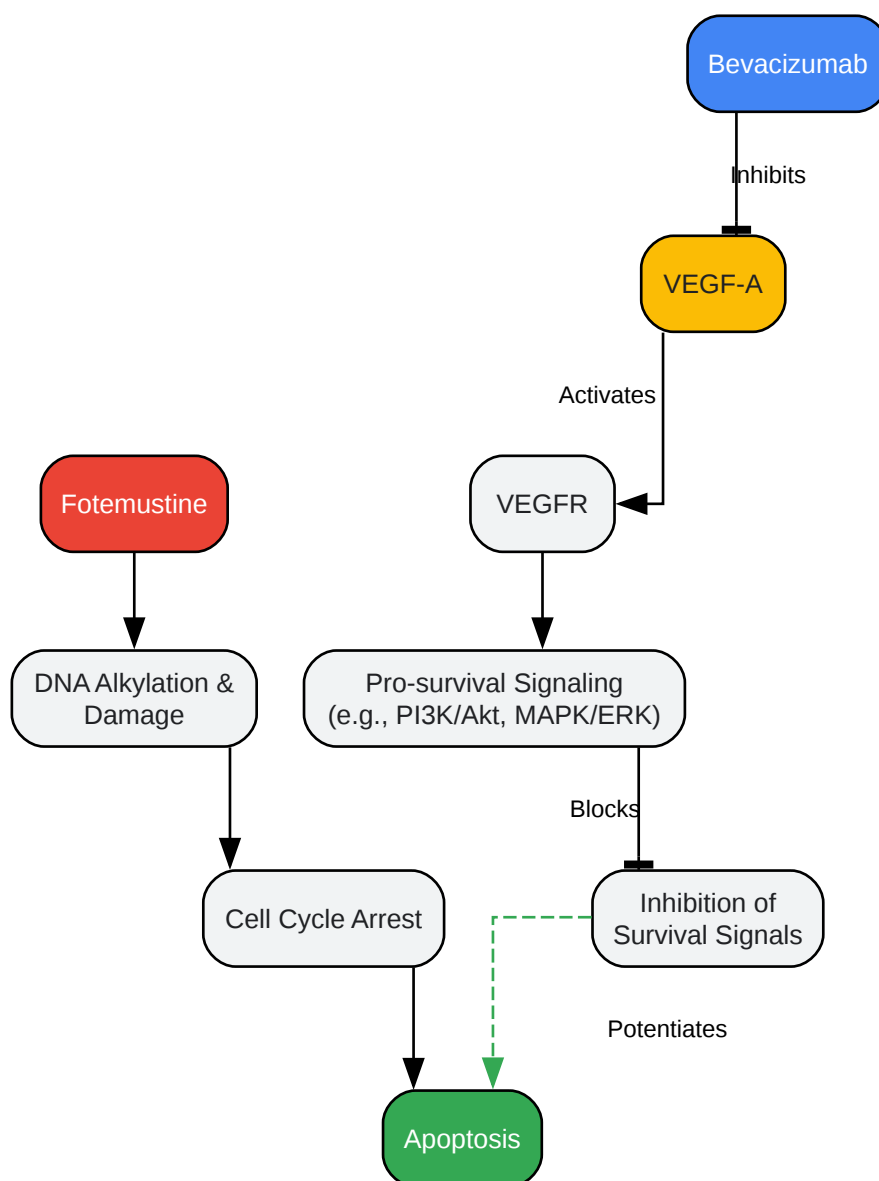 Bevacizumab
Inhibits
VEGF-A
Activates
Fotemustine
VEGFR
DNA Alkylation &
Damage
Pro-survival Signaling
(e.g., PI3K/Akt, MAPK/ERK)
Blocks
Cell Cycle Arrest
Inhibition of
Survival Signals
Potentiates
Apoptosis